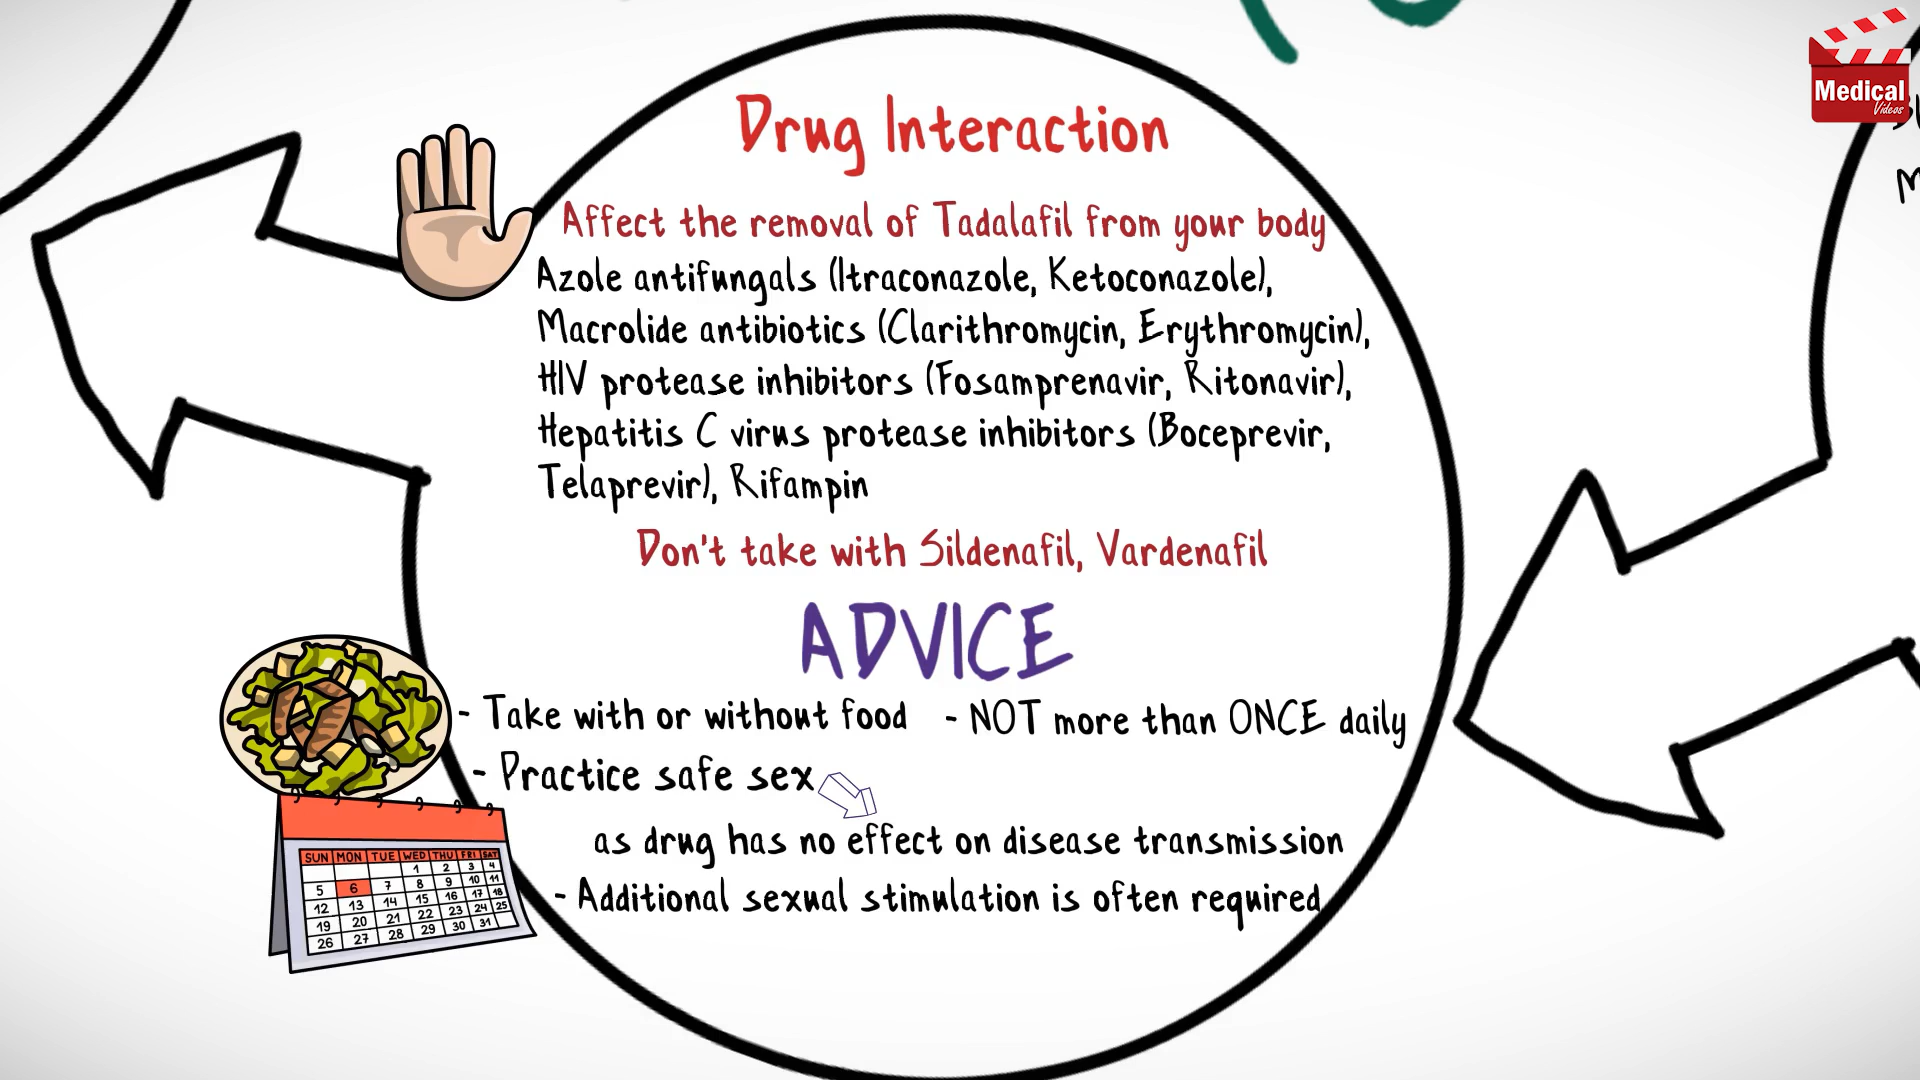 Medical
Videos
Drug Interaction
Affect the removal of Tadalafil from your body
Azole antifungals (Itraconazole, Ketoconazole),
Macrolide antibiotics (Clarithromycin, Erythromycin),
HIV protease inhibitors (Fosamprenavir, Ritonavir),
Hepatitis C virus protease inhibitors (Boceprevir,
Telaprevir), Rifampin
Don't take with Sildenafil, Vardenafil
ADVICE
- Take with or without food - NOT more than ONCE daily
- Practice safe sex
as drug has no effect on disease transmission
- Additional sexual stimulation is often required
SUN MON TUE WED THU FRI SAT
1 2 3 4
5 6 7 8 9 10 11
12 13 14 15 16 17 18
19 20 21 22 23 24 25
26 27 28 29 30 31